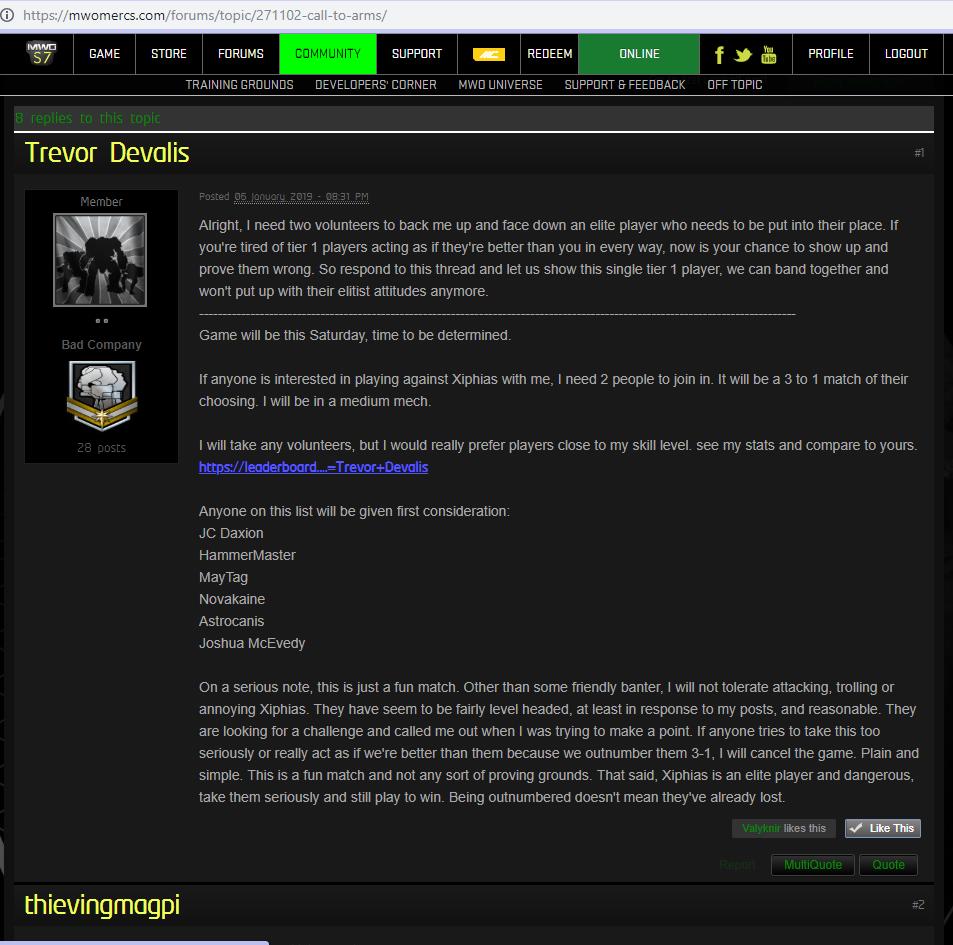 https://mwomercs.com/forums/topic/271102-call-to-arms/
MWO S7 GAME STORE FORUMS COMMUNITY SUPPORT MC REDEEM ONLINE f You Tube PROFILE LOGOUT
TRAINING GROUNDS DEVELOPERS' CORNER MWO UNIVERSE SUPPORT & FEEDBACK OFF TOPIC
8 replies to this topic
Trevor Devalis #1
Member
Bad Company
28 posts
Posted 06 January 2019 - 08:31 PM
Alright, I need two volunteers to back me up and face down an elite player who needs to be put into their place. If
you're tired of tier 1 players acting as if they're better than you in every way, now is your chance to show up and
prove them wrong. So respond to this thread and let us show this single tier 1 player, we can band together and
won't put up with their elitist attitudes anymore.
Game will be this Saturday, time to be determined.
If anyone is interested in playing against Xiphias with me, I need 2 people to join in. It will be a 3 to 1 match of their
choosing. I will be in a medium mech.
I will take any volunteers, but I would really prefer players close to my skill level. see my stats and compare to yours.
https://leaderboard....=Trevor+Devalis
Anyone on this list will be given first consideration:
JC Daxion
HammerMaster
MayTag
Novakaine
Astrocanis
Joshua McEvedy
On a serious note, this is just a fun match. Other than some friendly banter, I will not tolerate attacking, trolling or
annoying Xiphias. They have seem to be fairly level headed, at least in response to my posts, and reasonable. They
are looking for a challenge and called me out when I was trying to make a point. If anyone tries to take this too
seriously or really act as if we're better than them because we outnumber them 3-1, I will cancel the game. Plain and
simple. This is a fun match and not any sort of proving grounds. That said, Xiphias is an elite player and dangerous,
take them seriously and still play to win. Being outnumbered doesn't mean they've already lost.
Valyknir likes this Like This
Report MultiQuote Quote
thievingmagpi #2